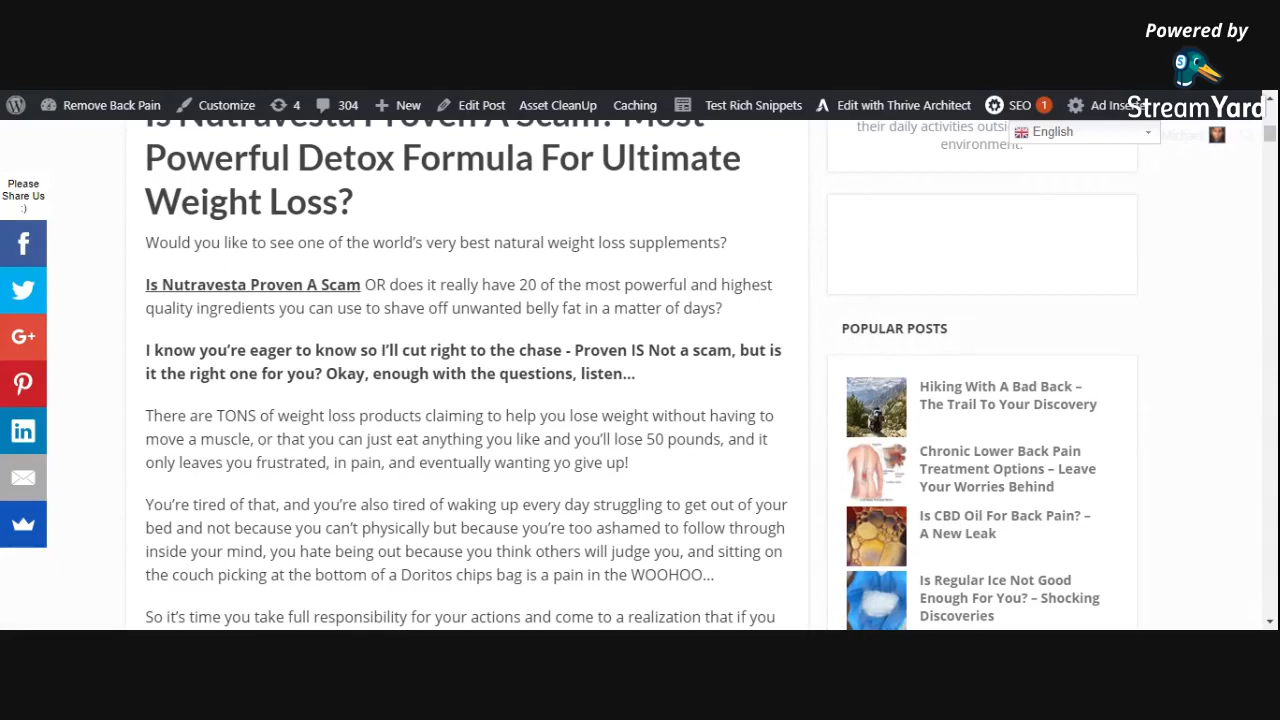 Powered by
StreamYard
Remove Back Pain
Customize
4
304
New
Edit Post
Asset CleanUp
Caching
Test Rich Snippets
Edit with Thrive Architect
SEO
1
Ad Inserter
English
Please
Share Us
:)
Is Nutravesta Proven A Scam? Most
Powerful Detox Formula For Ultimate
Weight Loss?
Would you like to see one of the world’s very best natural weight loss supplements?
Is Nutravesta Proven A Scam OR does it really have 20 of the most powerful and highest
quality ingredients you can use to shave off unwanted belly fat in a matter of days?
I know you’re eager to know so I’ll cut right to the chase - Proven IS Not a scam, but is
it the right one for you? Okay, enough with the questions, listen…
There are TONS of weight loss products claiming to help you lose weight without having to
move a muscle, or that you can just eat anything you like and you’ll lose 50 pounds, and it
only leaves you frustrated, in pain, and eventually wanting yo give up!
You’re tired of that, and you’re also tired of waking up every day struggling to get out of your
bed and not because you can’t physically but because you’re too ashamed to follow through
inside your mind, you hate being out because you think others will judge you, and sitting on
the couch picking at the bottom of a Doritos chips bag is a pain in the WOOHOO…
So it’s time you take full responsibility for your actions and come to a realization that if you
their daily activities outsi
environment.
POPULAR POSTS
Hiking With A Bad Back –
The Trail To Your Discovery
Chronic Lower Back Pain
Treatment Options – Leave
Your Worries Behind
Is CBD Oil For Back Pain? –
A New Leak
Is Regular Ice Not Good
Enough For You? – Shocking
Discoveries